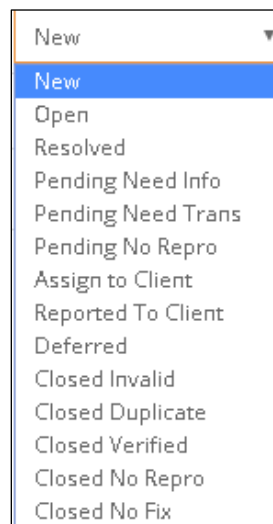 New
New
Open
Resolved
Pending Need Info
Pending Need Trans
Pending No Repro
Assign to Client
Reported To Client
Deferred
Closed Invalid
Closed Duplicate
Closed Verified
Closed No Repro
Closed No Fix